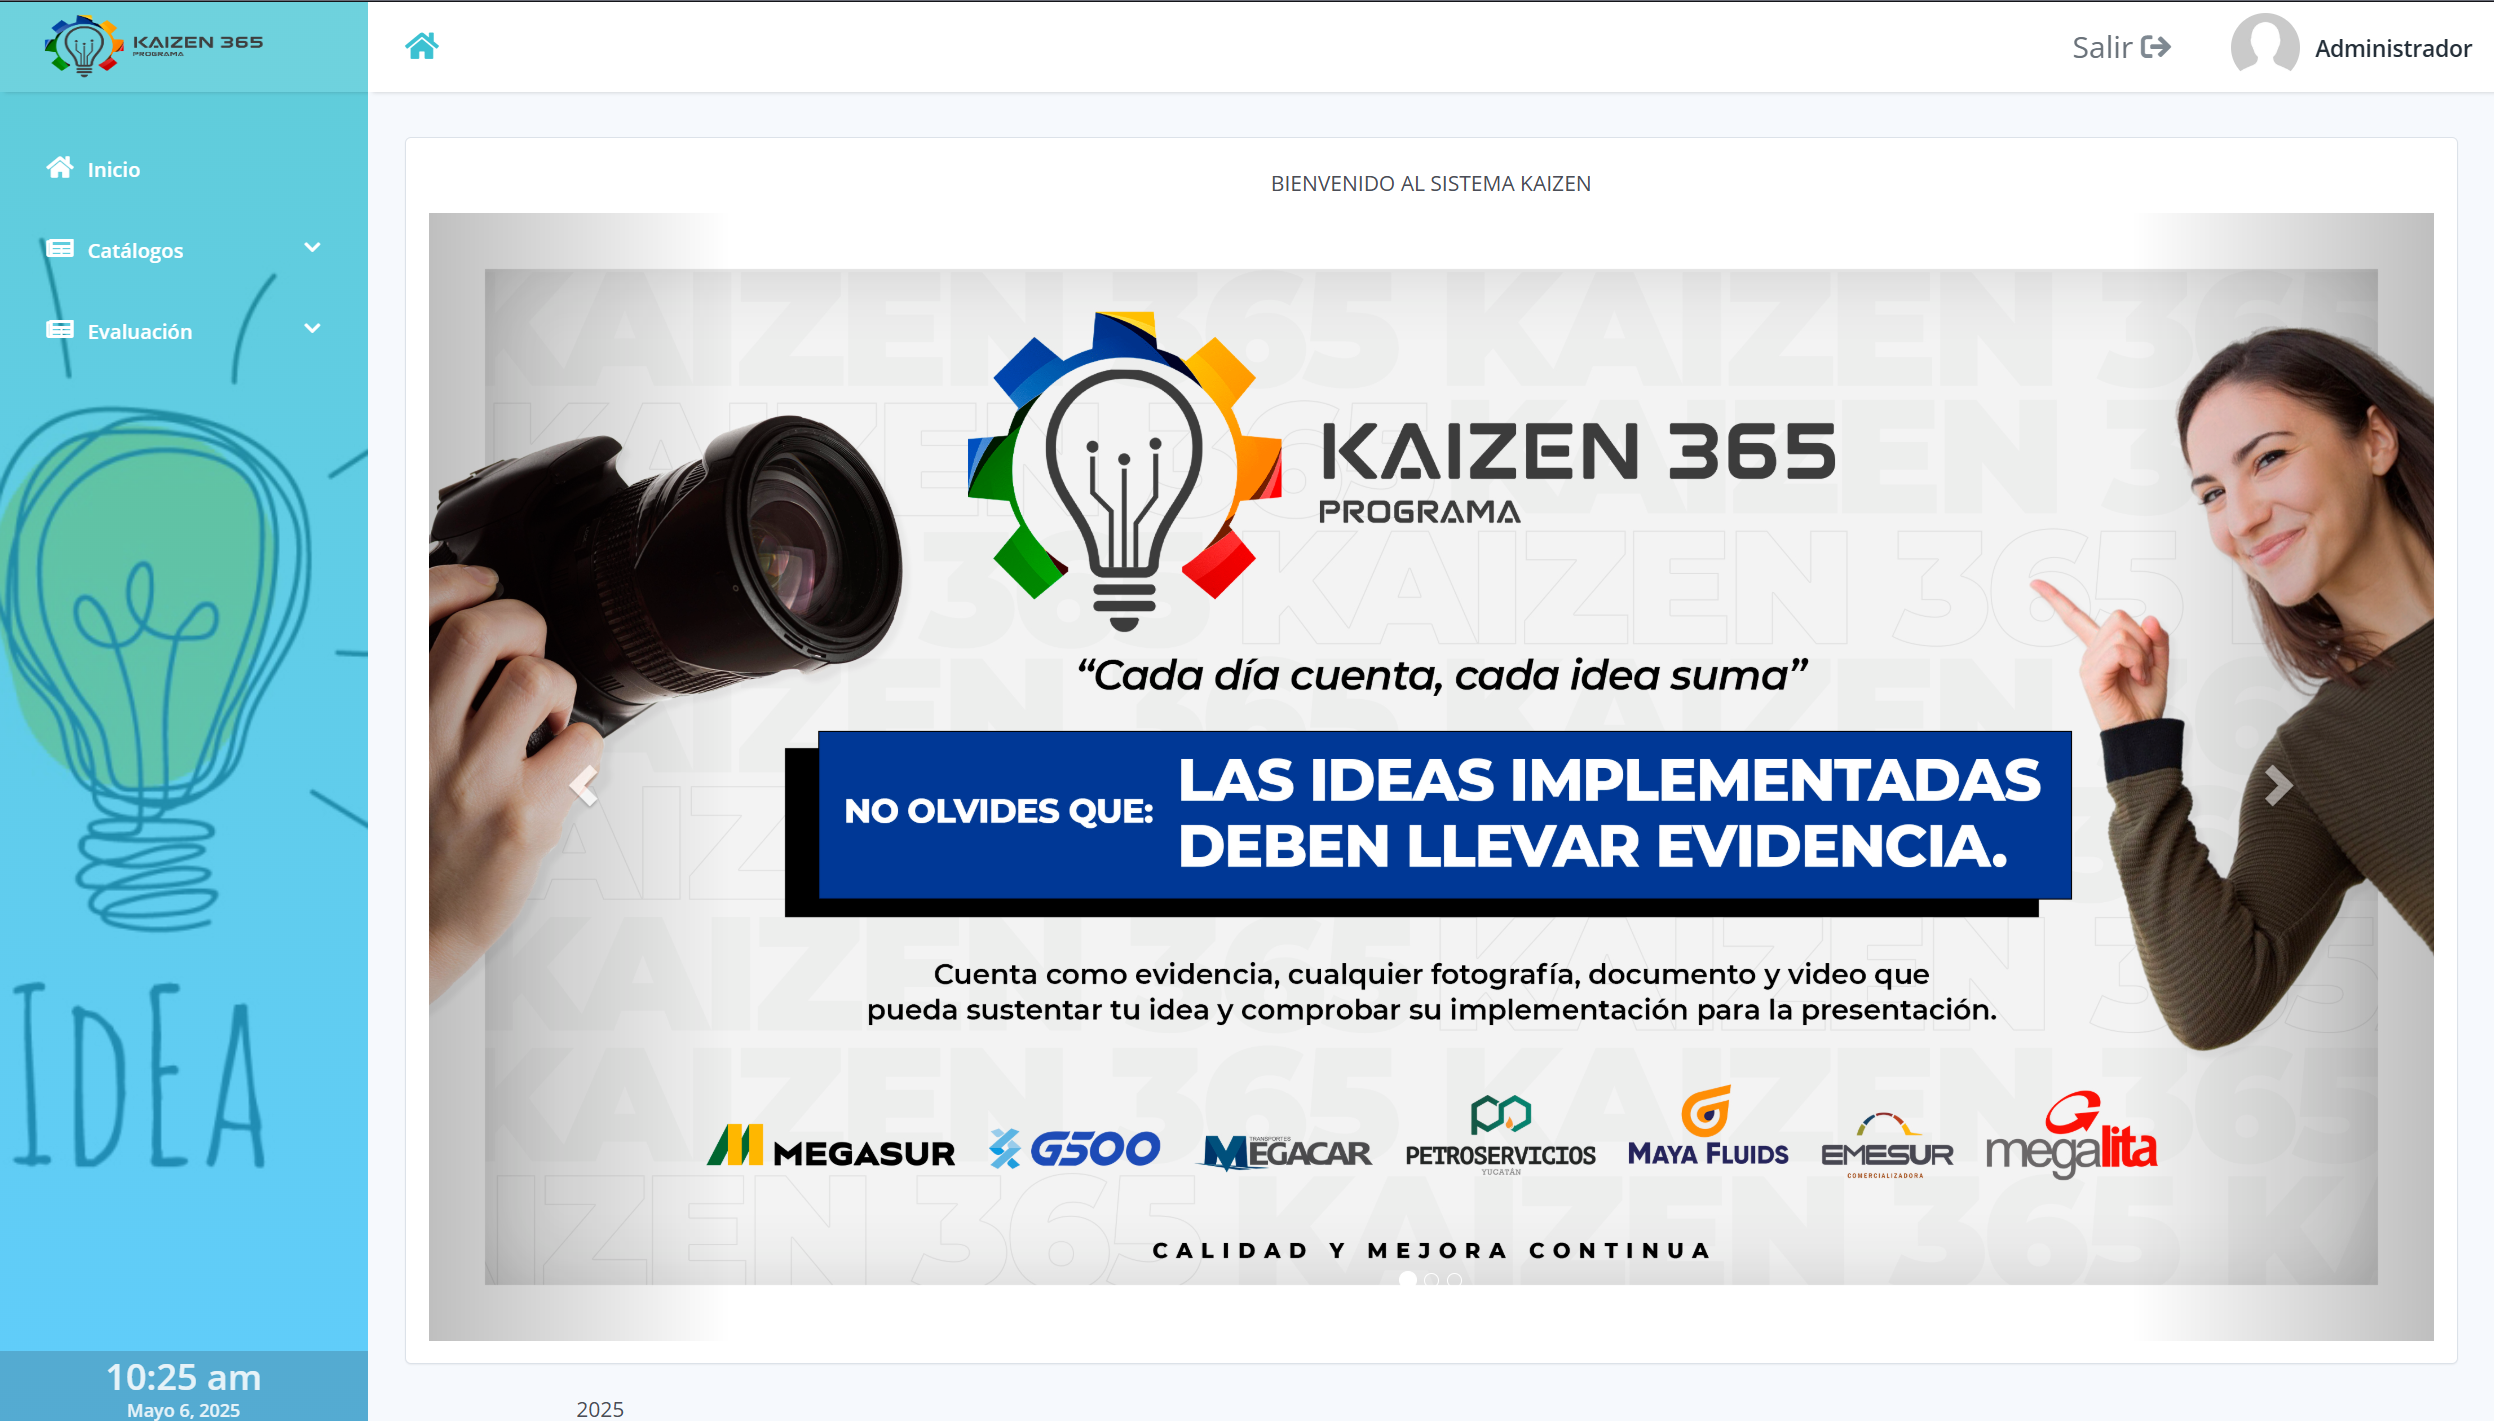 KAIZEN 365
PROGRAMA
Salir
Administrador
Inicio
Catálogos
Evaluación
IDEA
10:25 am
Mayo 6, 2025
BIENVENIDO AL SISTEMA KAIZEN
KAIZEN 365
PROGRAMA
“Cada día cuenta, cada idea suma”
NO OLVIDES QUE: LAS IDEAS IMPLEMENTADAS
DEBEN LLEVAR EVIDENCIA.
Cuenta como evidencia, cualquier fotografía, documento y video que
pueda sustentar tu idea y comprobar su implementación para la presentación.
MEGASUR
G500
TRANSPORTES
MEGACAR
PETROSERVICIOS
YUCATÁN
MAYA FLUIDS
EMESUR
COMERCIALIZADORA
megalita
CALIDAD Y MEJORA CONTINUA
2025